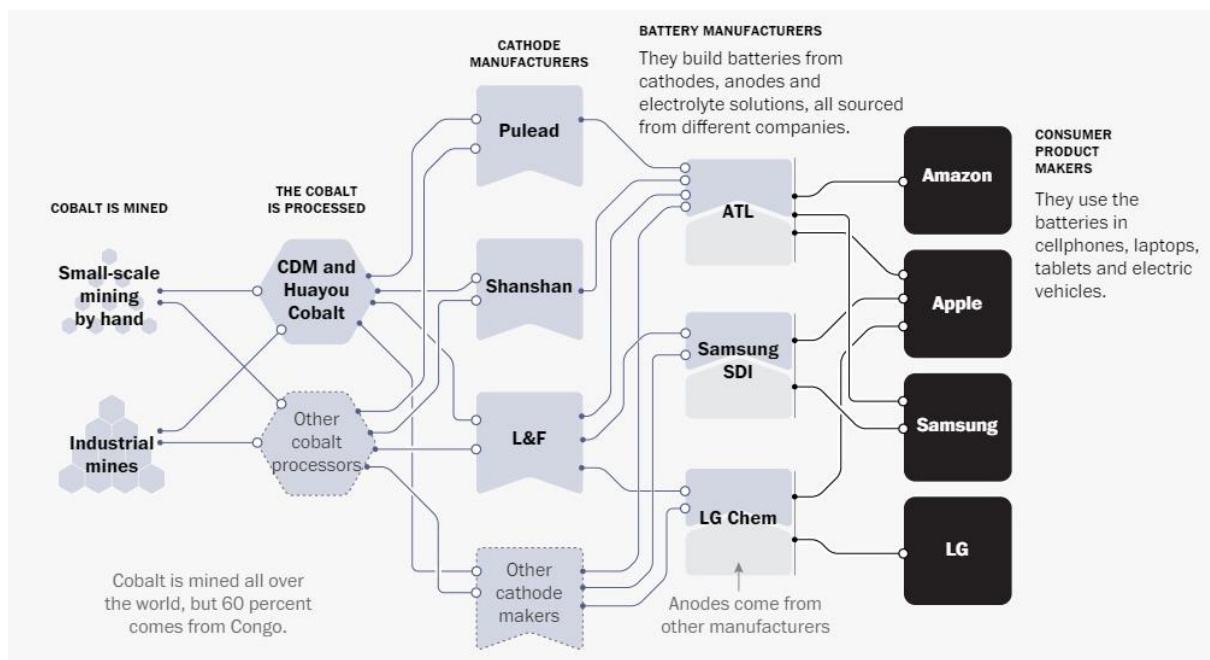 COBALT IS MINED
Small-scale
mining
by hand
Industrial
mines
Cobalt is mined all over
the world, but 60 percent
comes from Congo.
THE COBALT
IS PROCESSED
CDM and
Huayou
Cobalt
Other
cobalt
processors
CATHODE
MANUFACTURERS
Pulead
Shanshan
L&F
Other
cathode
makers
BATTERY MANUFACTURERS
They build batteries from
cathodes, anodes and
electrolyte solutions, all sourced
from different companies.
ATL
Samsung
SDI
LG Chem
Anodes come from
other manufacturers
Amazon
Apple
Samsung
LG
CONSUMER
PRODUCT
MAKERS
They use the
batteries in
cellphones, laptops,
tablets and electric
vehicles.